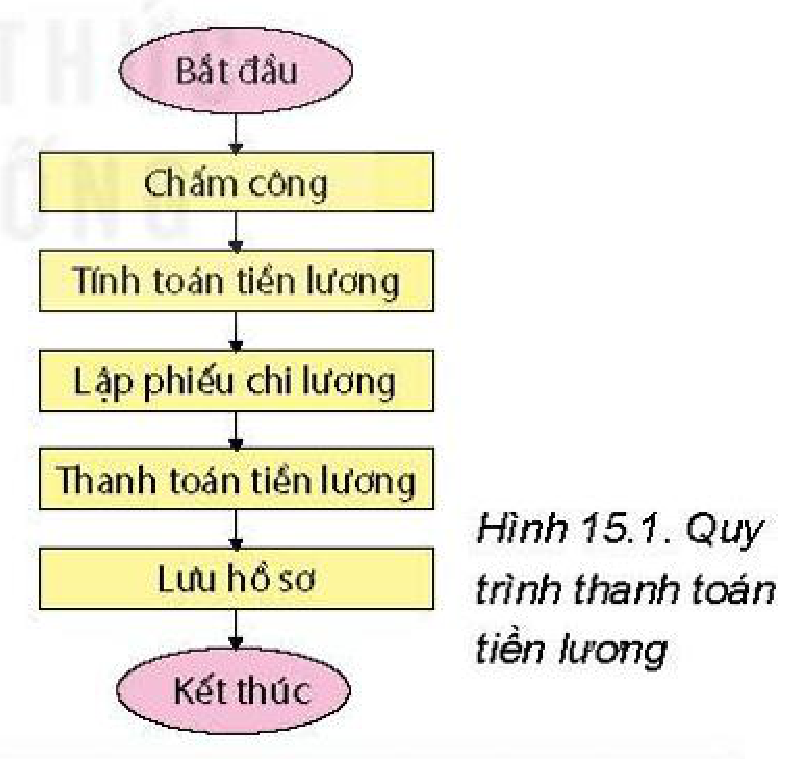 Bắt đầu
Chấm công
Tính toán tiền lương
Lập phiếu chi lương
Thanh toán tiền lương
Lưu hồ sơ
Kết thúc
Hình 15.1. Quy
trình thanh toán
tiền lương